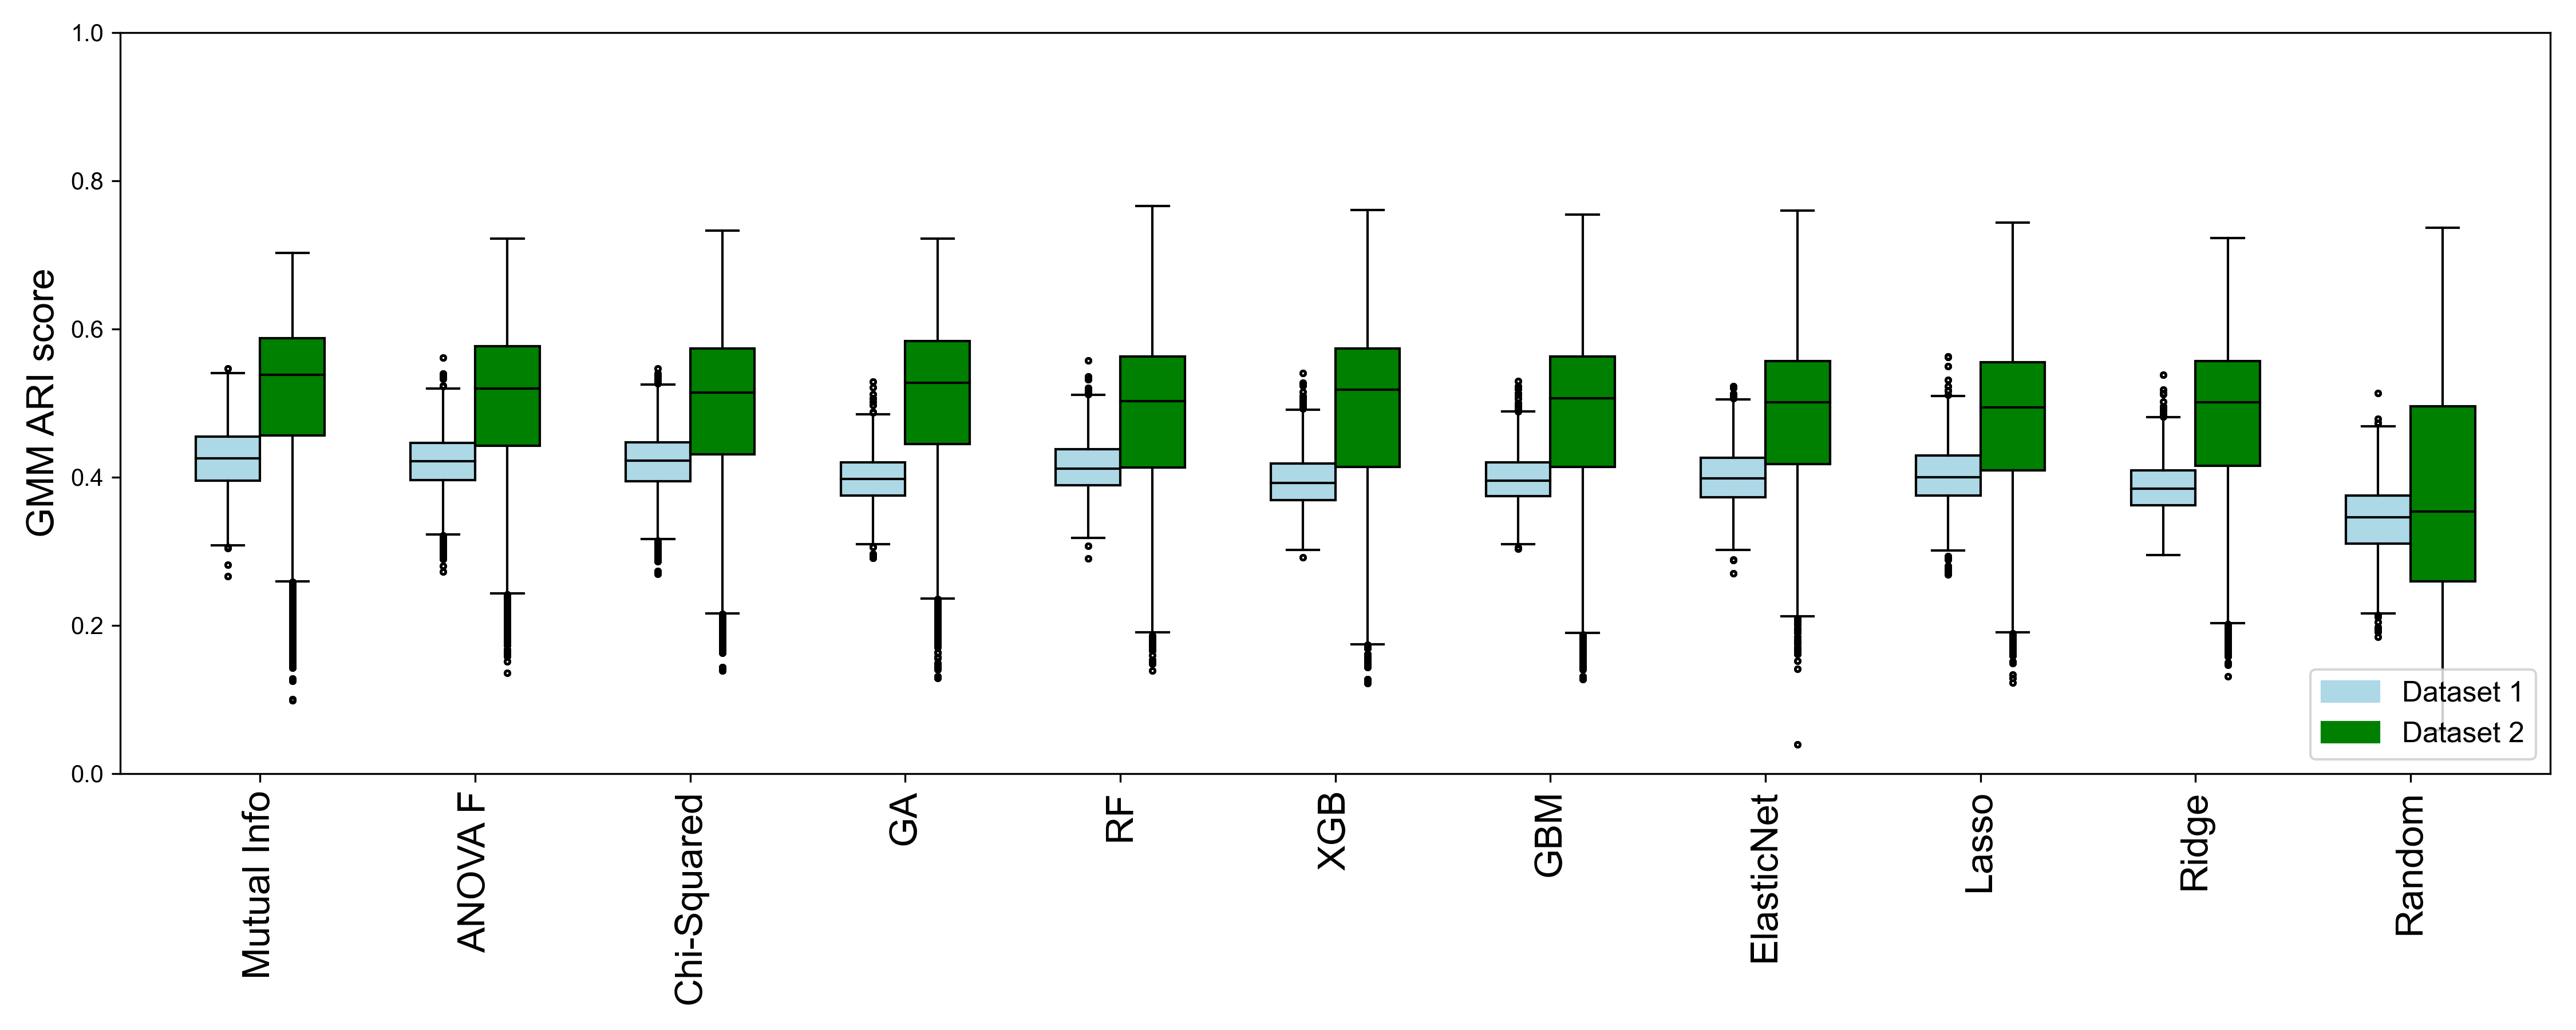 1.0
0.8
0.6
0.4
0.2
0.0
GMM ARI score
Mutual Info
ANOVA F
Chi-Squared
GA
RF
XGB
GBM
ElasticNet
Lasso
Ridge
Random
Dataset 1
Dataset 2